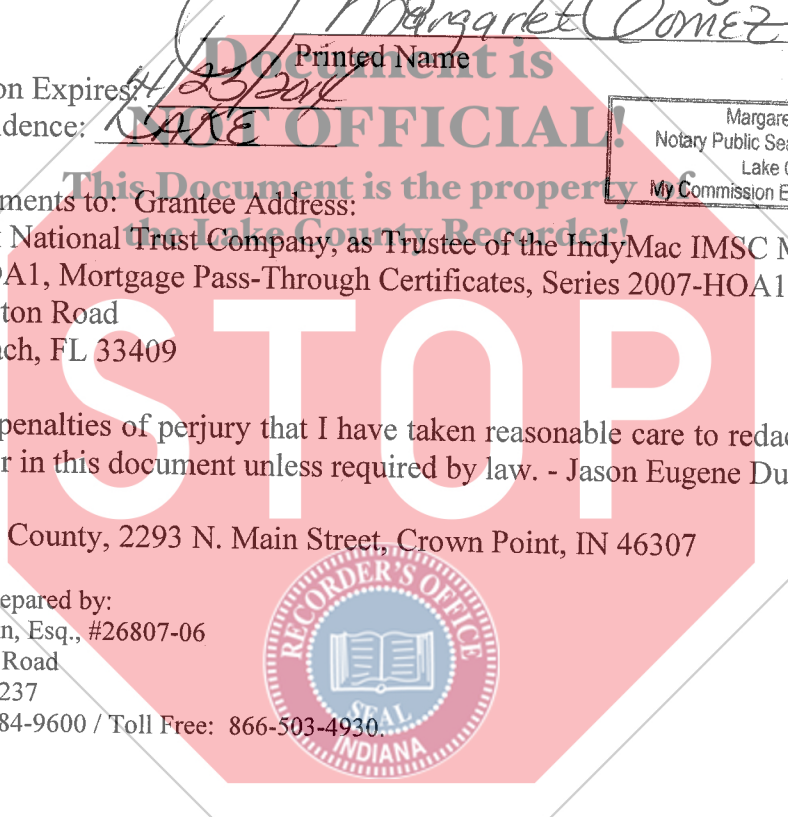 Margaret Gomez
Printed Name
Document is
on Expires: 4/23/2014
NOT OFFICIAL!
dence: LAKE
Margare
Notary Public Sea
Lake C
My Commission E
This Document is the property of
ments to: Grantee Address:
the Lake County Recorder!
National Trust Company, as Trustee of the IndyMac IMSC M
A1, Mortgage Pass-Through Certificates, Series 2007-HOA1
ton Road
ch, FL 33409
STOP
penalties of perjury that I have taken reasonable care to redac
r in this document unless required by law. - Jason Eugene Du
County, 2293 N. Main Street, Crown Point, IN 46307
epared by:
n, Esq., #26807-06
Road
237
84-9600 / Toll Free: 866-503-4930.
RECORDER'S OFFICE
SEAL
INDIANA